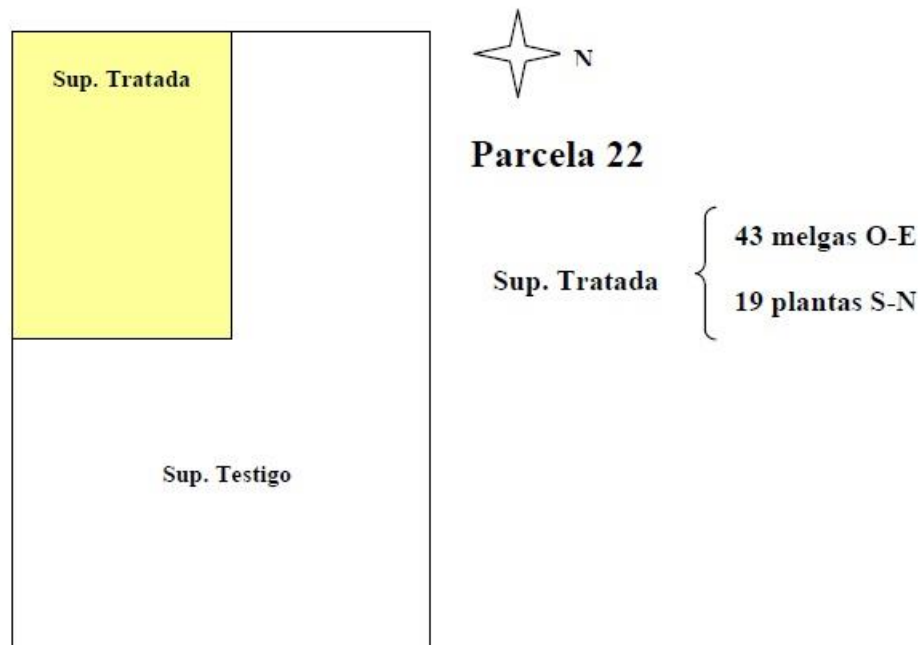 Sup. Tratada
N
Parcela 22
Sup. Tratada
43 melgas O-E
19 plantas S-N
Sup. Testigo